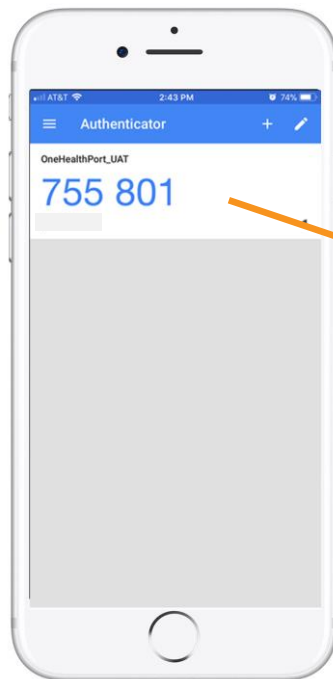 AT&T 2:43 PM 74%
Authenticator
OneHealthPort_UAT
755 801